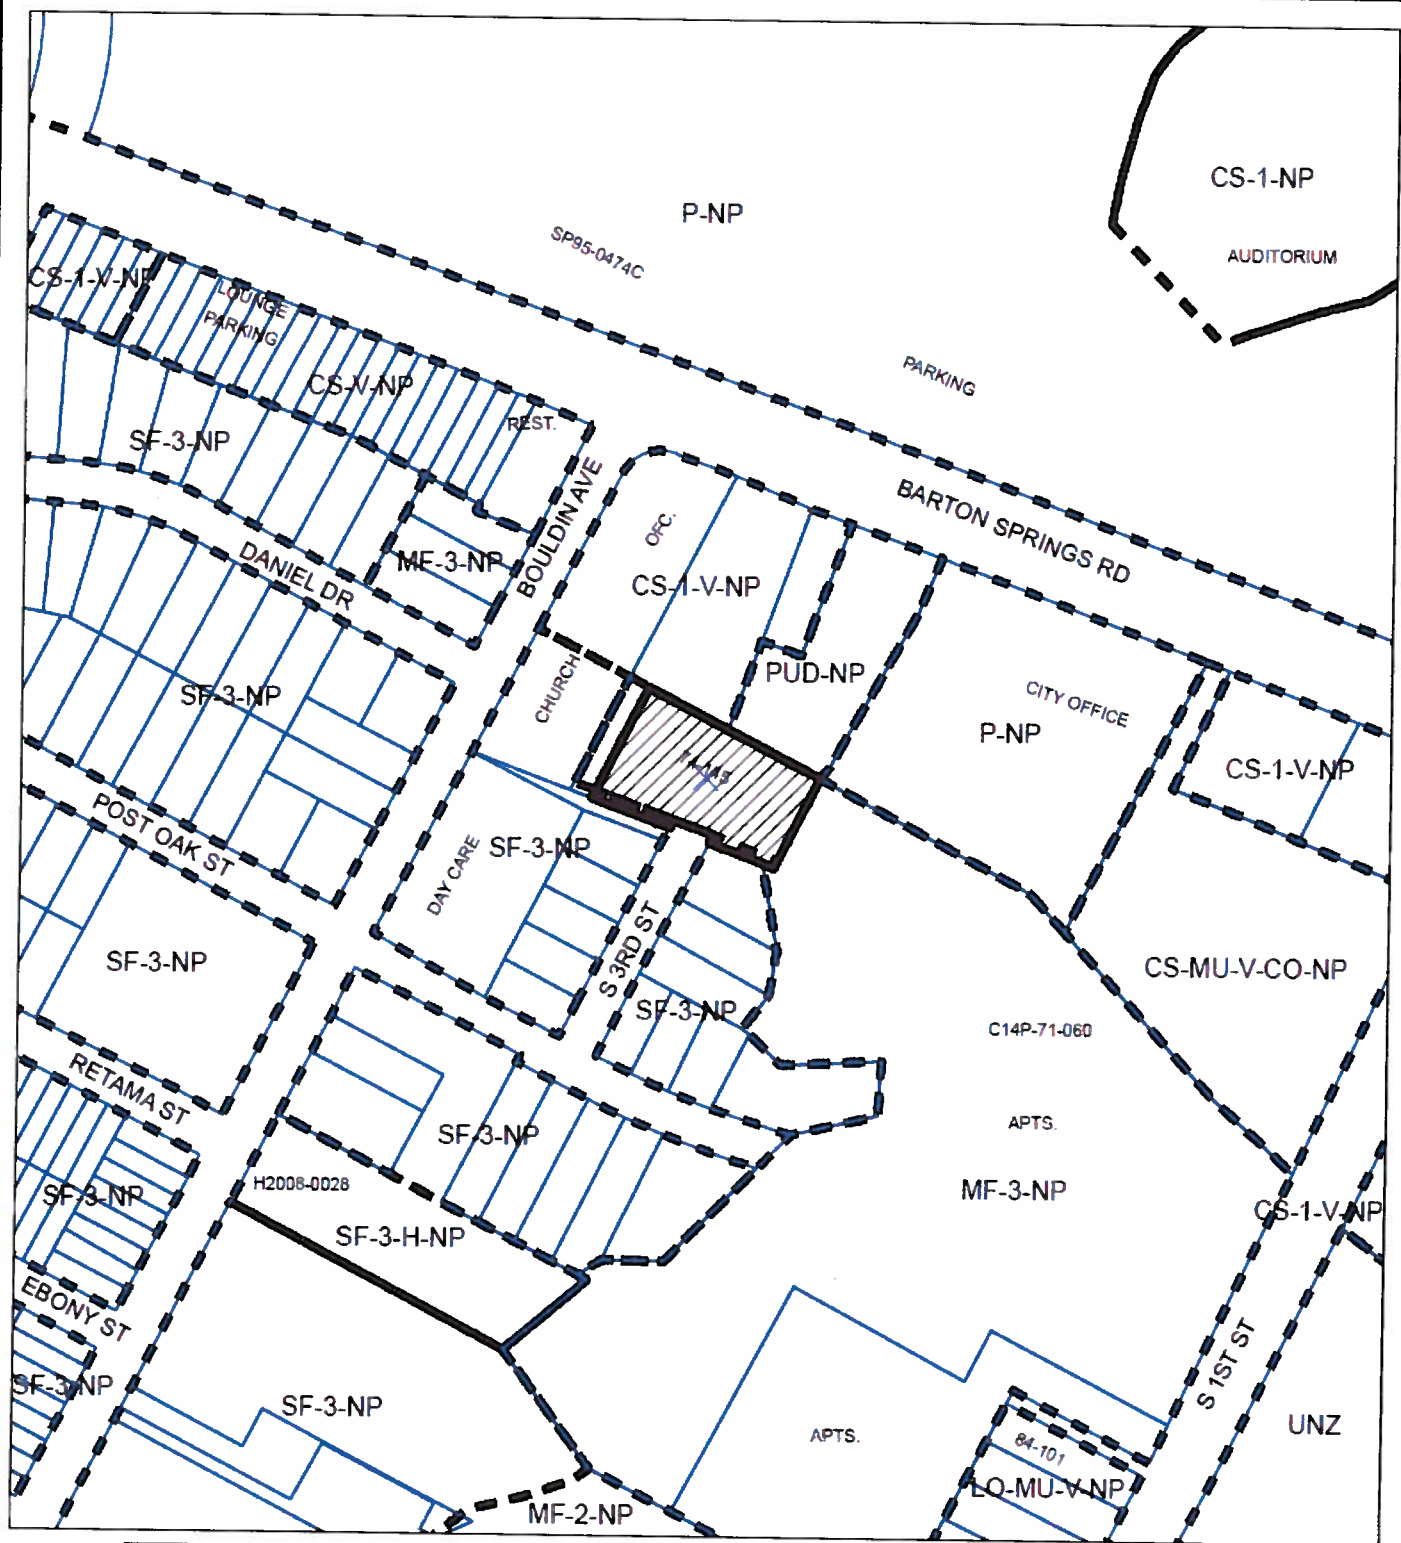 CS-1-NP
P-NP
SP95-0474C
AUDITORIUM
CS-1-V-NP
LOUNGE
PARKING
PARKING
CS-V-NP
REST.
SF-3-NP
BOULDIN AVE
OFC.
BARTON SPRINGS RD
DANIEL DR
MF-3-NP
CS-1-V-NP
CHURCH
PUD-NP
SF-3-NP
CITY OFFICE
P-NP
CS-1-V-NP
POST OAK ST
DAY CARE
SF-3-NP
S 3RD ST
SF-3-NP
CS-MU-V-CO-NP
SF-3-NP
C14P-71-060
RETAMA ST
SF-3-NP
APTS.
H2008-0028
SF-3-NP
MF-3-NP
CS-1-V-NP
SF-3-H-NP
EBONY ST
S 1ST ST
SF-3-NP
SF-3-NP
APTS.
UNZ
84-101
LO-MU-V-NP
MF-2-NP